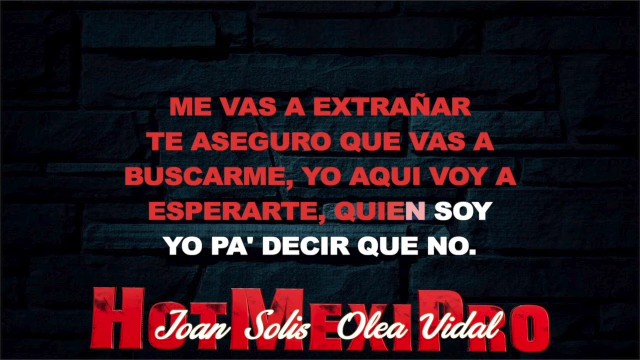 ME VAS A EXTRAÑAR
TE ASEGURO QUE VAS A
BUSCARME, YO AQUI VOY A
ESPERARTE, QUIEN SOY
YO PA' DECIR QUE NO.
HOTMEXIPRO
Joan Solis Olea Vidal